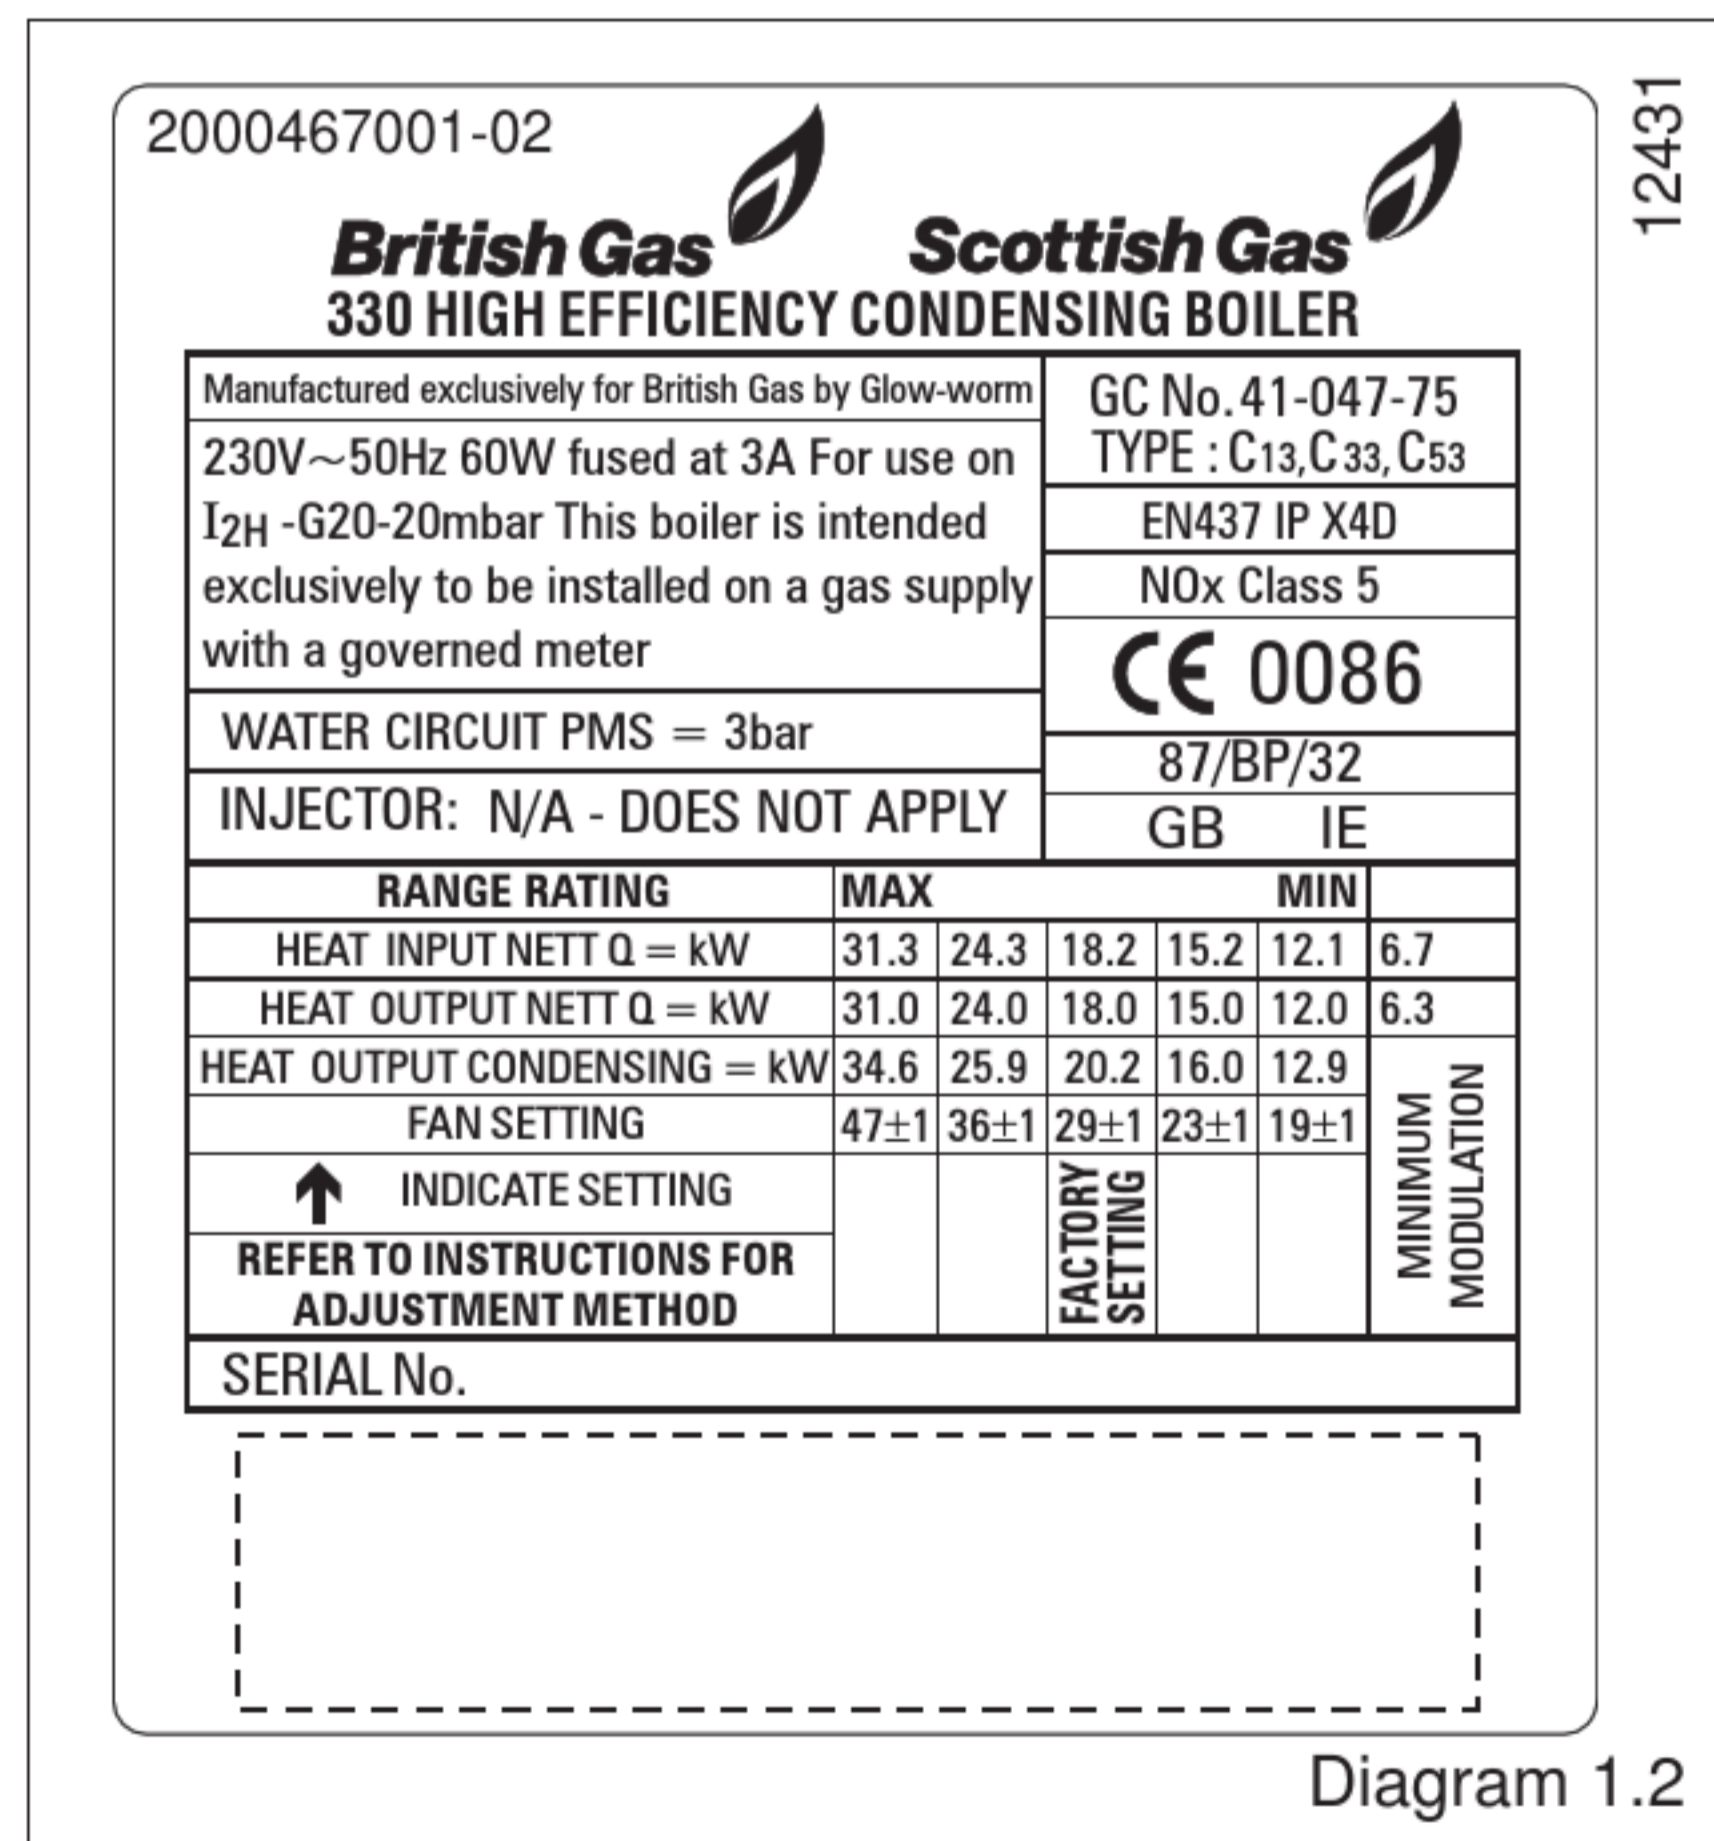 2000467001-02
12431
British Gas
Scottish Gas
330 HIGH EFFICIENCY CONDENSING BOILER
Manufactured exclusively for British Gas by Glow-worm
230V~50Hz 60W fused at 3A For use on
I2H -G20-20mbar This boiler is intended
exclusively to be installed on a gas supply
with a governed meter
WATER CIRCUIT PMS = 3bar
INJECTOR: N/A - DOES NOT APPLY
GC No. 41-047-75
TYPE : C13, C33, C53
EN437 IP X4D
NOx Class 5
CE 0086
87/BP/32
GB IE
RANGE RATING MAX MIN
HEAT INPUT NETT Q = kW 31.3 24.3 18.2 15.2 12.1 6.7
HEAT OUTPUT NETT Q = kW 31.0 24.0 18.0 15.0 12.0 6.3
HEAT OUTPUT CONDENSING = kW 34.6 25.9 20.2 16.0 12.9
FAN SETTING 47±1 36±1 29±1 23±1 19±1
INDICATE SETTING
REFER TO INSTRUCTIONS FOR
ADJUSTMENT METHOD
FACTORY
SETTING
MINIMUM
MODULATION
SERIAL No.
Diagram 1.2